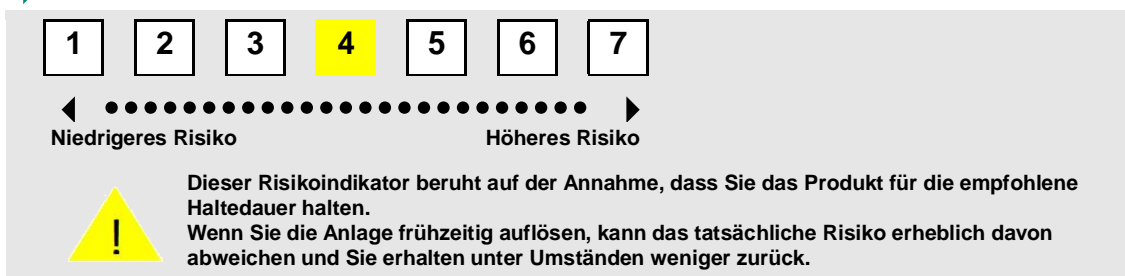 1 2 3 4 5 6 7
Niedrigeres Risiko Höheres Risiko
Dieser Risikoindikator beruht auf der Annahme, dass Sie das Produkt für die empfohlene
Haltedauer halten.
! Wenn Sie die Anlage frühzeitig auflösen, kann das tatsächliche Risiko erheblich davon
abweichen und Sie erhalten unter Umständen weniger zurück.